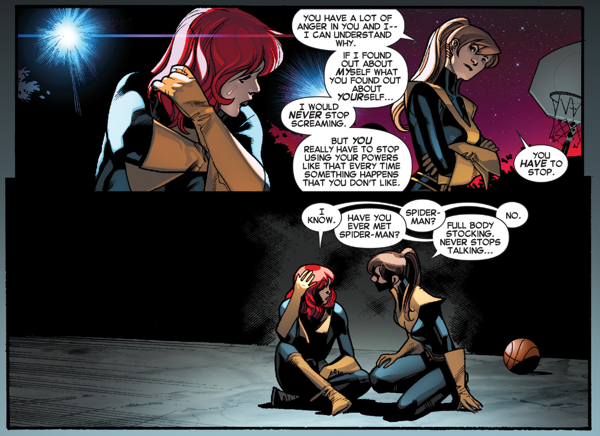 YOU HAVE A LOT OF
ANGER IN YOU AND I--
I CAN UNDERSTAND
WHY.
IF I FOUND
OUT ABOUT
MYSELF WHAT
YOU FOUND
OUT ABOUT
YOURSELF...
I WOULD
NEVER STOP
SCREAMING.
BUT YOU
REALLY HAVE TO STOP
USING YOUR POWERS
LIKE THAT EVERY TIME
SOMETHING HAPPENS
THAT YOU DON'T LIKE.
YOU
HAVE TO
STOP.
I
KNOW.
HAVE YOU
EVER MET
SPIDER-MAN?
SPIDER-
MAN?
NO.
FULL BODY
STOCKING.
NEVER STOPS
TALKING...